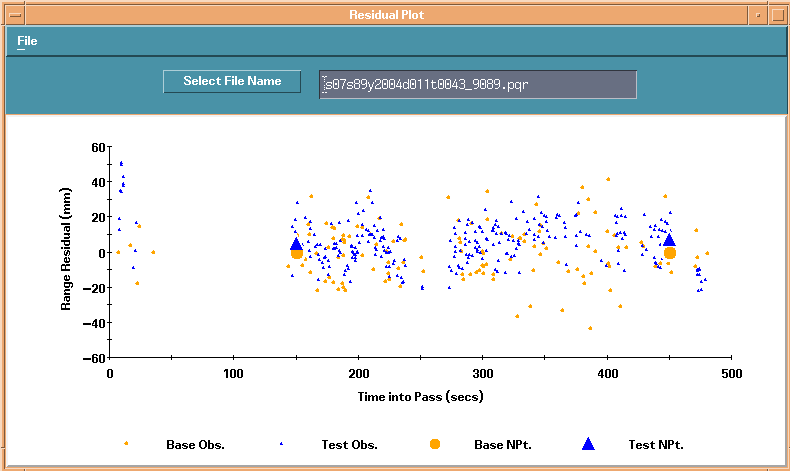 Residual Plot
File
Select File Name
s07s89y2004d011t0043_9089.pqr
60
40
20
0
−20
−40
−60
Range Residual (mm)
0 100 200 300 400 500
Time into Pass (secs)
Base Obs. Test Obs. Base NPt. Test NPt.